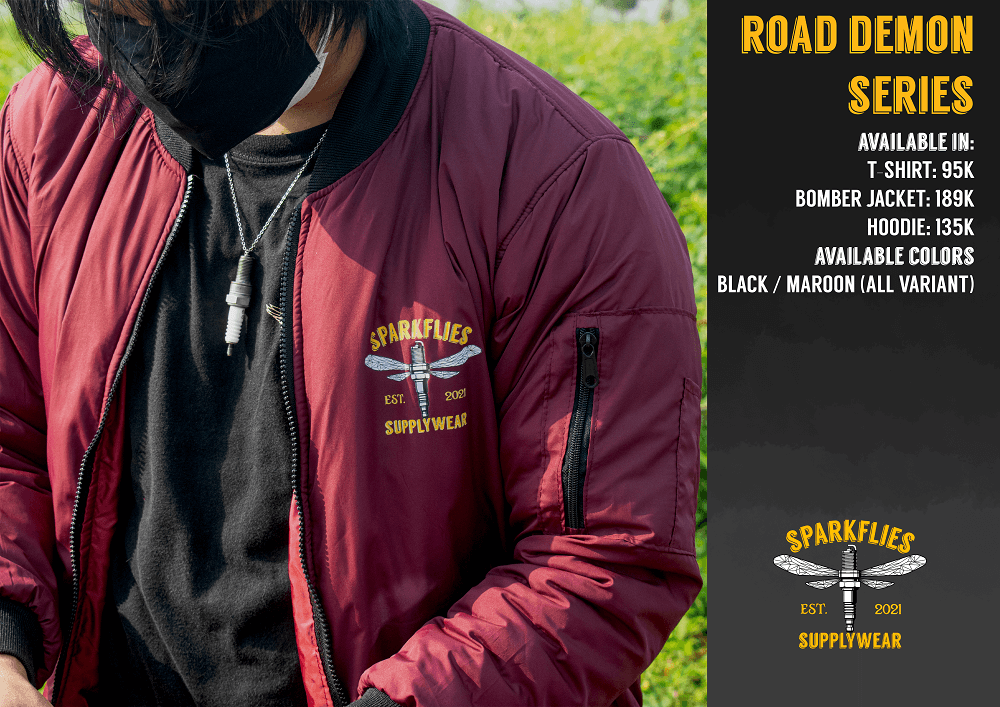 ROAD DEMON
SERIES
AVAILABLE IN:
T-SHIRT: 95K
BOMBER JACKET: 189K
HOODIE: 135K
AVAILABLE COLORS
BLACK / MAROON (ALL VARIANT)
SPARKFLIES
EST. 2021
SUPPLYWEAR
SPARKFLIES
EST. 2021
SUPPLYWEAR